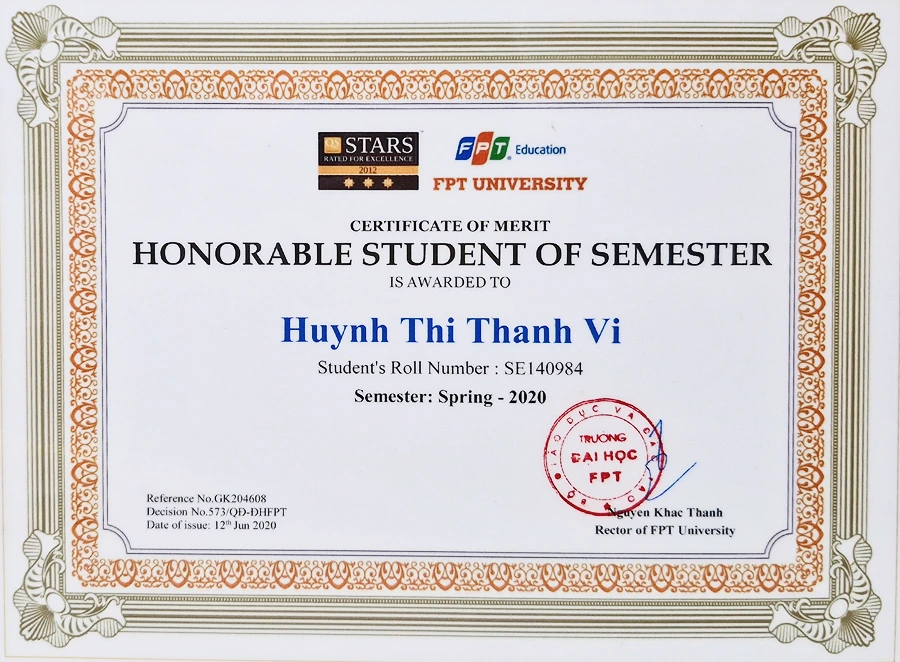 QS STARS
RATED FOR EXCELLENCE
2012
FPT Education
FPT UNIVERSITY
CERTIFICATE OF MERIT
HONORABLE STUDENT OF SEMESTER
IS AWARDED TO
Huynh Thi Thanh Vi
Student's Roll Number : SE140984
Semester: Spring - 2020
BỘ GIÁO DỤC VÀ ĐÀO TẠO
TRƯỜNG
ĐẠI HỌC
FPT
Reference No.GK204608
Decision No.573/QĐ-ĐHFPT
Date of issue: 12th Jun 2020
Nguyen Khac Thanh
Rector of FPT University